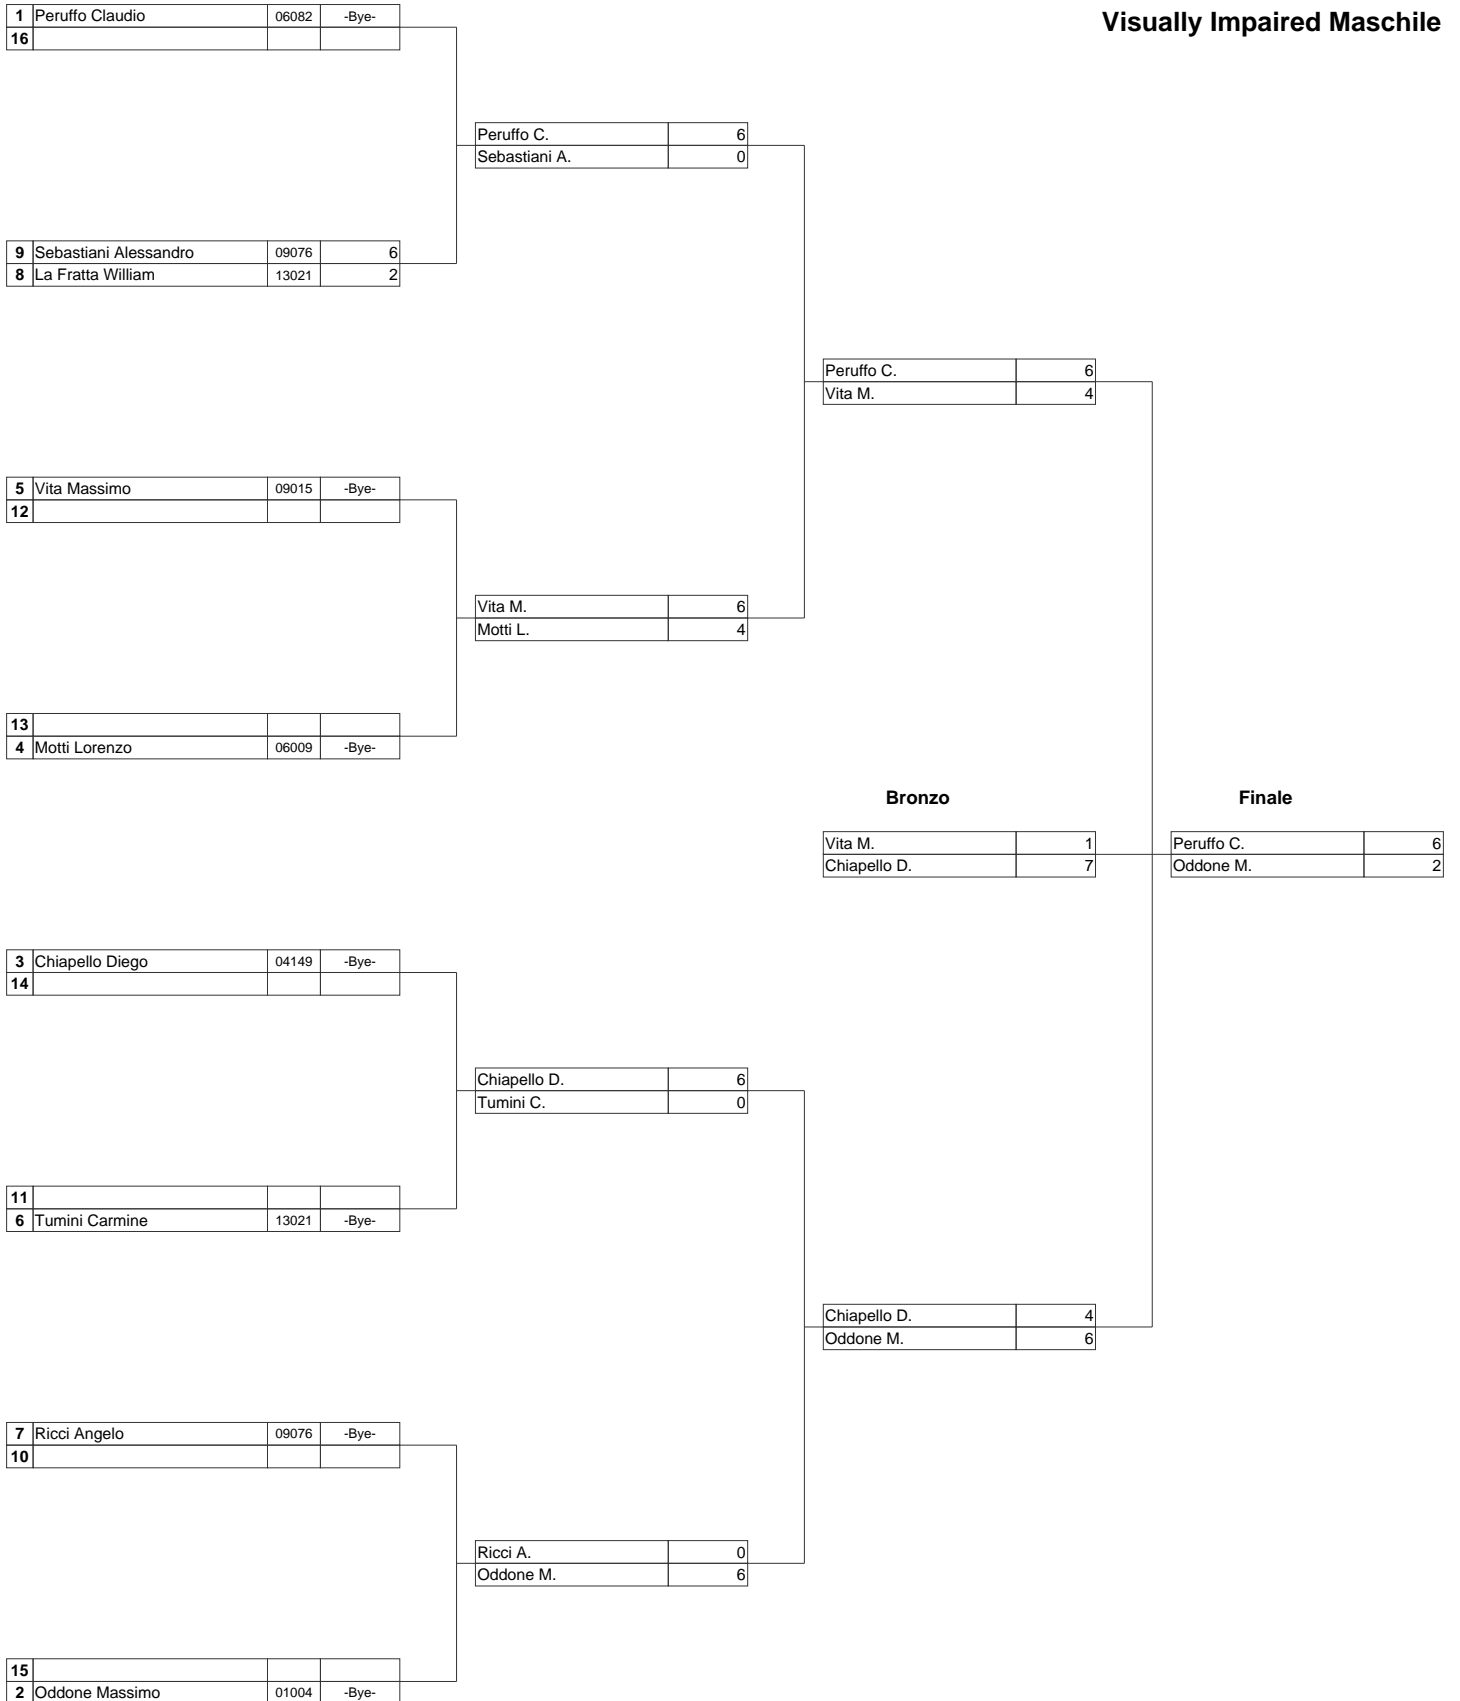 Visually Impaired Maschile
1 Peruffo Claudio 06082 -Bye-
16
Peruffo C. 6
Sebastiani A. 0
9 Sebastiani Alessandro 09076 6
8 La Fratta William 13021 2
Peruffo C. 6
Vita M. 4
5 Vita Massimo 09015 -Bye-
12
Vita M. 6
Motti L. 4
13
4 Motti Lorenzo 06009 -Bye-
Bronzo Finale
Vita M. 1 Peruffo C. 6
Chiapello D. 7 Oddone M. 2
3 Chiapello Diego 04149 -Bye-
14
Chiapello D. 6
Tumini C. 0
11
6 Tumini Carmine 13021 -Bye-
Chiapello D. 4
Oddone M. 6
7 Ricci Angelo 09076 -Bye-
10
Ricci A. 0
Oddone M. 6
15
2 Oddone Massimo 01004 -Bye-